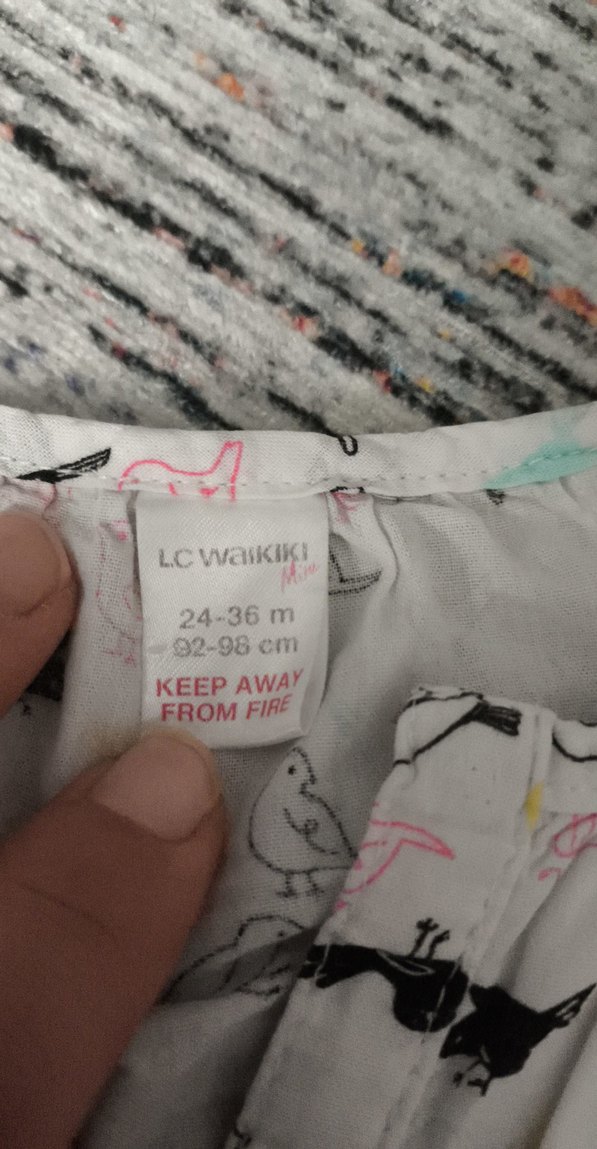 LC WaiKiKi
Mini
24-36 m
92-98 cm
KEEP AWAY
FROM FIRE